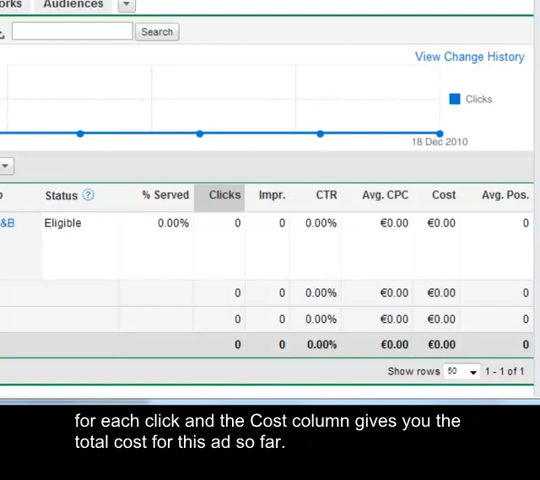 orks Audiences
Search
View Change History
Clicks
18 Dec 2010
Status ? % Served Clicks Impr. CTR Avg. CPC Cost Avg. Pos.
&B Eligible 0.00% 0 0 0.00% €0.00 €0.00 0
0 0 0.00% €0.00 €0.00 0
0 0 0.00% €0.00 €0.00 0
0 0 0.00% €0.00 €0.00 0
Show rows 50 1 - 1 of 1
for each click and the Cost column gives you the
total cost for this ad so far.